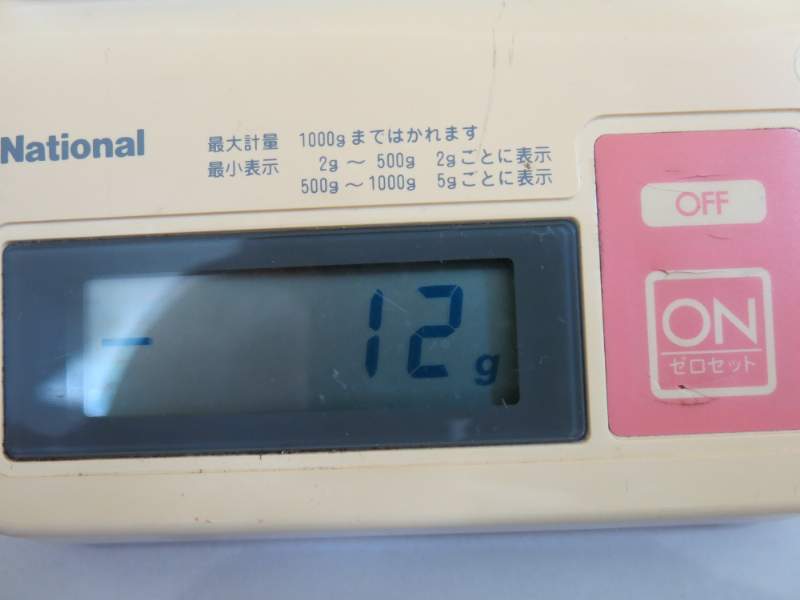 National
最大計量 1000gまではかれます
最小表示 2g～500g 2gごとに表示
500g～1000g 5gごとに表示
OFF
- 12g
ON
ゼロセット